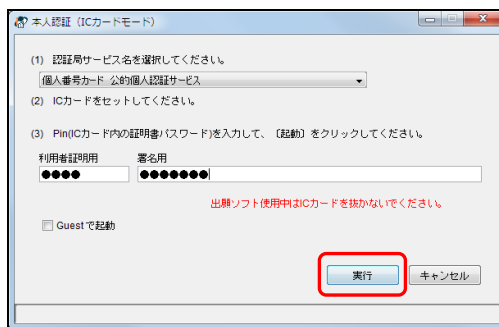 本人認証（ICカードモード）
(1) 認証局サービス名を選択してください。
個人番号カード 公的個人認証サービス
(2) ICカードをセットしてください。
(3) Pin(ICカード内の証明書パスワード)を入力して、〔起動〕をクリックしてください。
利用者証明用 署名用
●●●● ●●●●●●●
出願ソフト使用中はICカードを抜かないでください。
Guestで起動
実行 キャンセル